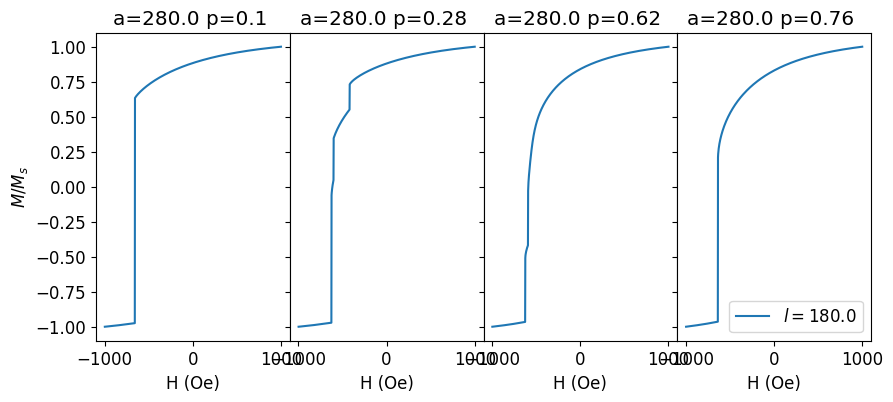 a=280.0 p=0.1 a=280.0 p=0.28 a=280.0 p=0.62 a=280.0 p=0.76
1.00
0.75
0.50
0.25
0.00
−0.25
−0.50
−0.75
−1.00
M/Ms
l = 180.0
−1000 0 1000 −1000 0 1000 −1000 0 1000 −1000 0 1000
H (Oe) H (Oe) H (Oe) H (Oe)